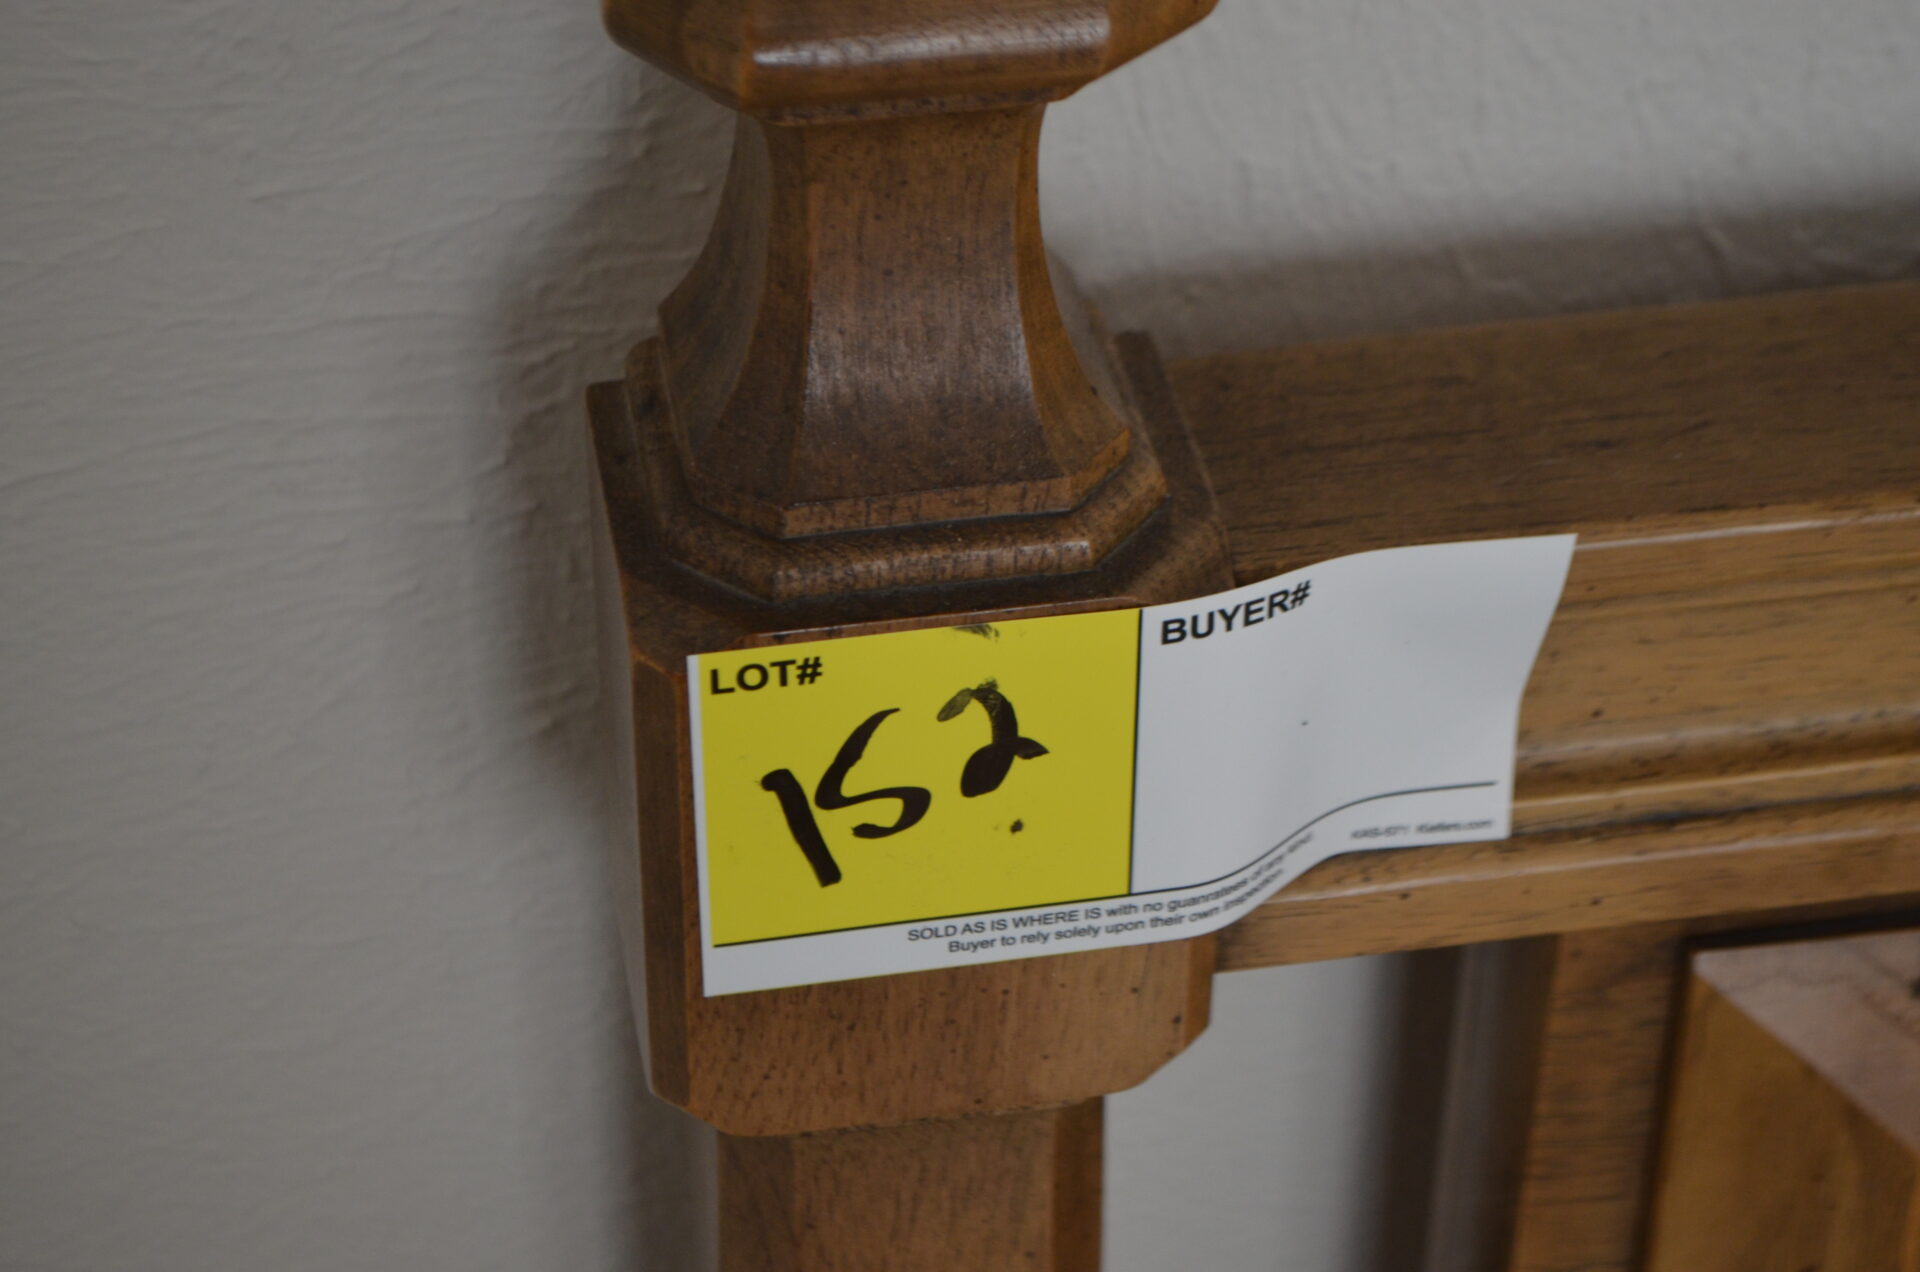 LOT#
152
BUYER#
SOLD AS IS WHERE IS with no guanratees of any kind
Buyer to rely solely upon their own inspection